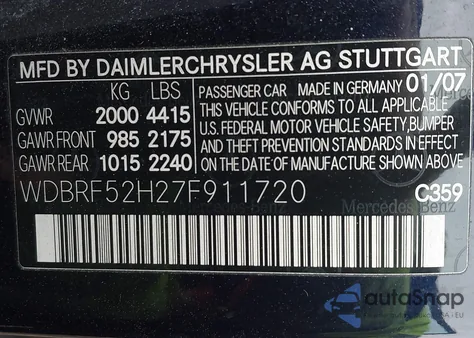 MFD BY DAIMLERCHRYSLER AG STUTTGART
KG LBS
GVWR 2000 4415
GAWR FRONT 985 2175
GAWR REAR 1015 2240
PASSENGER CAR MADE IN GERMANY 01/07
THIS VEHICLE CONFORMS TO ALL APPLICABLE
U.S. FEDERAL MOTOR VEHICLE SAFETY, BUMPER
AND THEFT PREVENTION STANDARDS IN EFFECT
ON THE DATE OF MANUFACTURE SHOWN ABOVE
WDBRF52H27F911720
C359
Mercedes-Benz
autoSnap